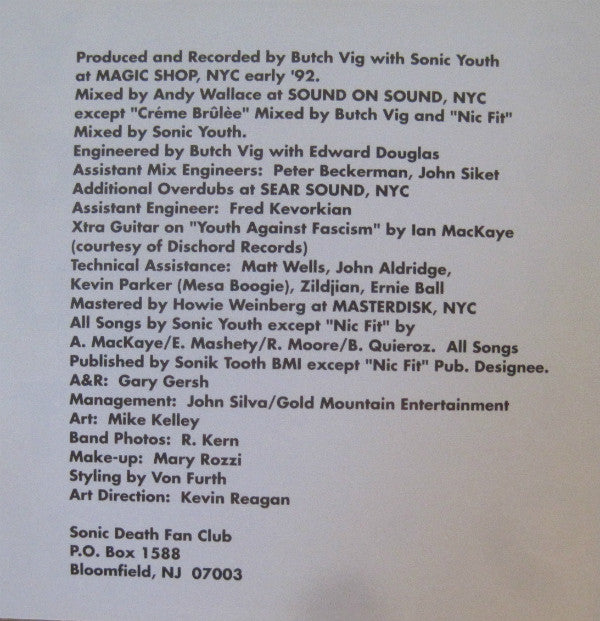 Produced and Recorded by Butch Vig with Sonic Youth
at MAGIC SHOP, NYC early '92.
Mixed by Andy Wallace at SOUND ON SOUND, NYC
except "Créme Brûlèe" Mixed by Butch Vig and "Nic Fit"
Mixed by Sonic Youth.
Engineered by Butch Vig with Edward Douglas
Assistant Mix Engineers: Peter Beckerman, John Siket
Additional Overdubs at SEAR SOUND, NYC
Assistant Engineer: Fred Kevorkian
Xtra Guitar on "Youth Against Fascism" by Ian MacKaye
(courtesy of Dischord Records)
Technical Assistance: Matt Wells, John Aldridge,
Kevin Parker (Mesa Boogie), Zildjian, Ernie Ball
Mastered by Howie Weinberg at MASTERDISK, NYC
All Songs by Sonic Youth except "Nic Fit" by
A. MacKaye/E. Mashety/R. Moore/B. Quieroz. All Songs
Published by Sonik Tooth BMI except "Nic Fit" Pub. Designee.
A&R: Gary Gersh
Management: John Silva/Gold Mountain Entertainment
Art: Mike Kelley
Band Photos: R. Kern
Make-up: Mary Rozzi
Styling by Von Furth
Art Direction: Kevin Reagan
Sonic Death Fan Club
P.O. Box 1588
Bloomfield, NJ 07003